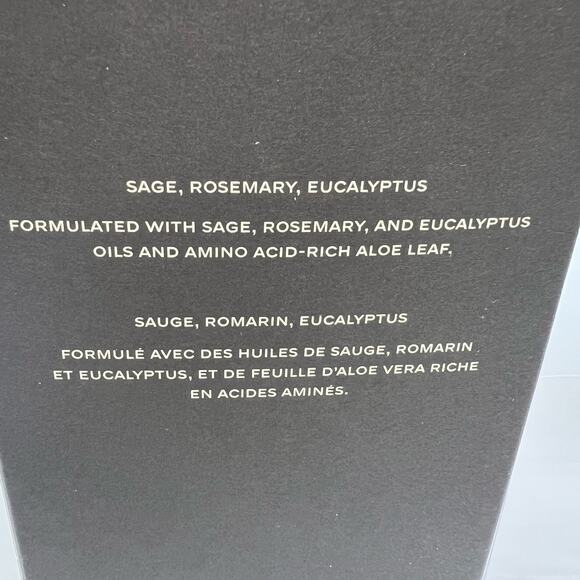 SAGE, ROSEMARY, EUCALYPTUS
FORMULATED WITH SAGE, ROSEMARY, AND EUCALYPTUS
OILS AND AMINO ACID-RICH ALOE LEAF.
SAUGE, ROMARIN, EUCALYPTUS
FORMULÉ AVEC DES HUILES DE SAUGE, ROMARIN
ET EUCALYPTUS, ET DE FEUILLE D'ALOE VERA RICHE
EN ACIDES AMINÉS.